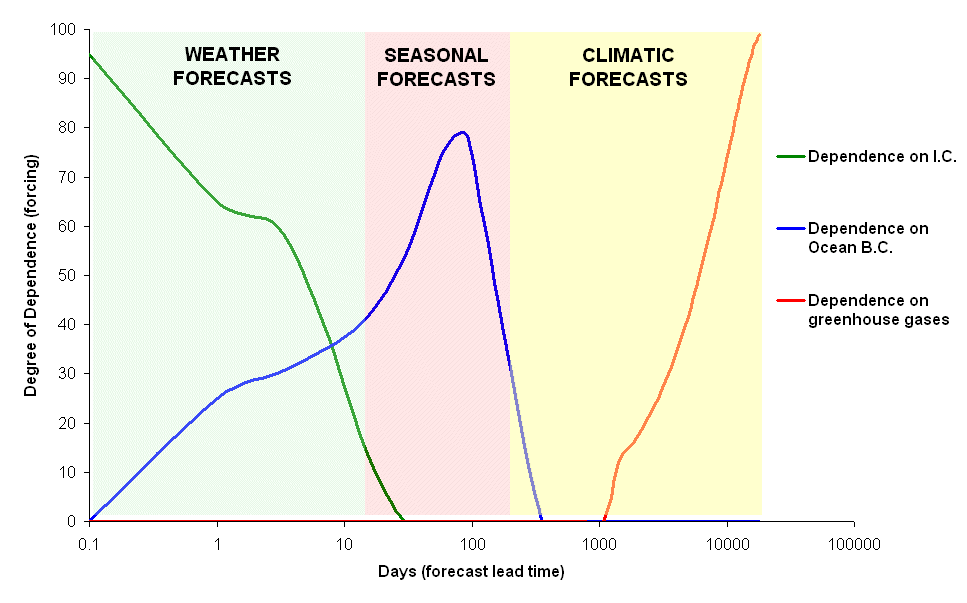 WEATHER
FORECASTS
SEASONAL
FORECASTS
CLIMATIC
FORECASTS
100
90
80
70
60
50
40
30
20
10
0
Degree of Dependence (forcing)
0.1
1
10
100
1000
10000
100000
Days (forecast lead time)
Dependence on I.C.
Dependence on
Ocean B.C.
Dependence on
greenhouse gases